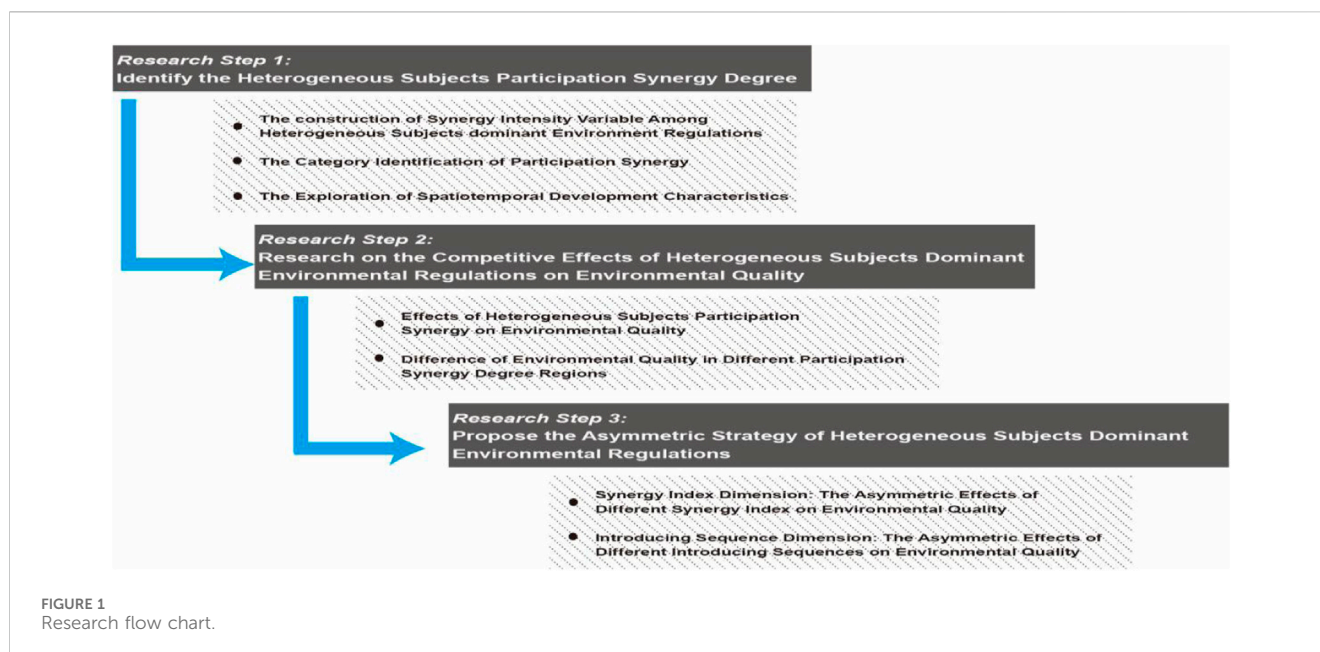 Research Step 1:
Identify the Heterogeneous Subjects Participation Synergy Degree
The construction of Synergy Intensity Variable Among
Heterogeneous Subjects dominant Environment Regulations
The Category Identification of Participation Synergy
The Exploration of Spatiotemporal Development Characteristics
Research Step 2:
Research on the Competitive Effects of Heterogeneous Subjects Dominant
Environmental Regulations on Environmental Quality
Effects of Heterogeneous Subjects Participation
Synergy on Environmental Quality
Difference of Environmental Quality in Different Participation
Synergy Degree Regions
Research Step 3:
Propose the Asymmetric Strategy of Heterogeneous Subjects Dominant
Environmental Regulations
Synergy Index Dimension: The Asymmetric Effects of
Different Synergy Index on Environmental Quality
Introducing Sequence Dimension: The Asymmetric Effects of
Different Introducing Sequences on Environmental Quality
FIGURE 1
Research flow chart.